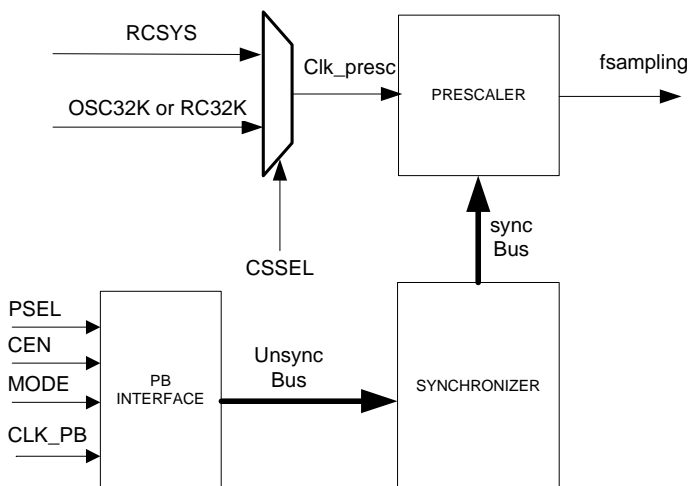 RCSYS
OSC32K or RC32K
Clk_presc
PRESCALER
fsampling
CSSEL
sync
Bus
PSEL
CEN
MODE
CLK_PB
PB
INTERFACE
Unsync
Bus
SYNCHRONIZER